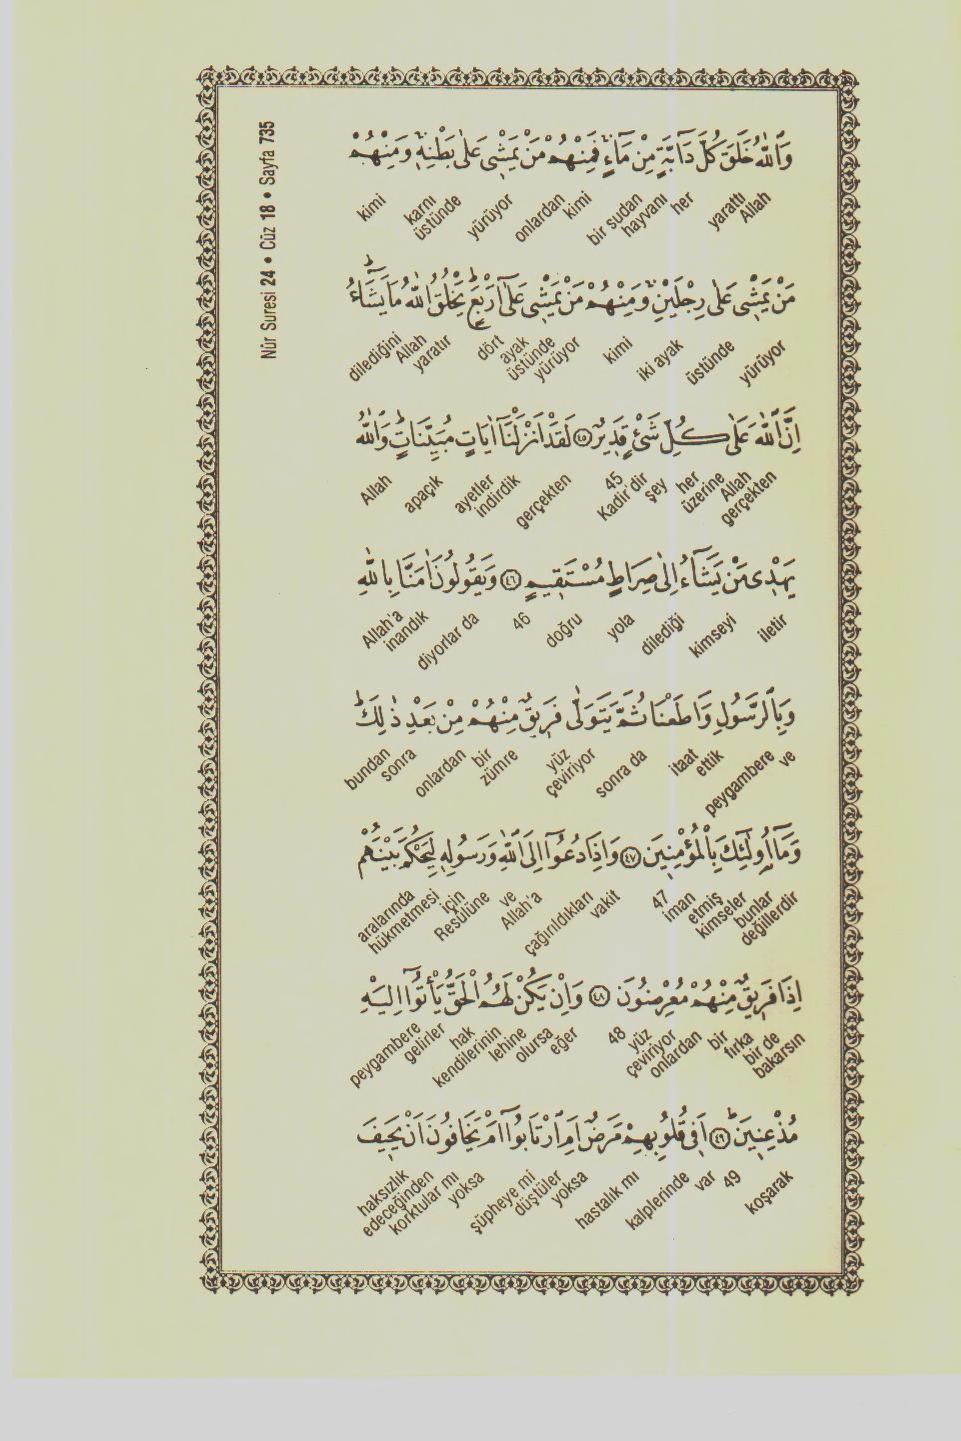 Nûr Suresi 24 • Cüz 18 • Sayfa 735
وَاللّٰهُ خَلَقَ كُلَّ دَٓابَّةٍ مِنْ مَٓاءٍۚ فَمِنْهُمْ مَنْ يَمْشٖي عَلٰى بَطْنِهٖۚ وَمِنْهُمْ
Allah yarattı her hayvanı bir sudan kimi onlardan yürüyor üstünde karnı kimi
مَنْ يَمْشٖي عَلٰى رِجْلَيْنِۚ وَمِنْهُمْ مَنْ يَمْشٖي عَلٰٓى اَرْبَعٍؕ يَخْلُقُ اللّٰهُ مَا يَشَٓاءُؕ
yürüyor üstünde iki ayak kimi yürüyor üstünde ayak dört yaratır Allah dilediğini
اِنَّ اللّٰهَ عَلٰى كُلِّ شَيْءٍ قَدٖيرٌ ﴿٤٥﴾ لَقَدْ اَنْزَلْنَٓا اٰيَاتٍ مُبَيِّنَاتٍؕ وَاللّٰهُ
gerçekten Allah üzerine her şey Kadir'dir 45 gerçekten indirdik ayetler apaçık Allah
يَهْدٖي مَنْ يَشَٓاءُ اِلٰى صِرَاطٍ مُسْتَقٖيمٍ ﴿٤٦﴾ وَيَقُولُونَ اٰمَنَّا بِاللّٰهِ
iletir kimseyi dilediği yola doğru 46 diyorlar da inandık Allah'a
وَبِالرَّسُولِ وَاَطَعْنَا ثُمَّ يَتَوَلّٰى فَرٖيقٌ مِنْهُمْ مِنْ بَعْدِ ذٰلِكَؕ
ve peygambere ettik itaat sonra da çeviriyor yüz zümre bir onlardan sonra bundan
وَمَٓا اُو۬لٰٓئِكَ بِالْمُؤْمِنٖينَ ﴿٤٧﴾ وَاِذَا دُعُٓوا اِلَى اللّٰهِ وَرَسُولِهٖ لِيَحْكُمَ بَيْنَهُمْ
değillerdir bunlar kimseler etmiş iman 47 vakit çağırıldıkları Allah'a ve Resulüne için hükmetmesi aralarında
اِذَا فَرٖيقٌ مِنْهُمْ مُعْرِضُونَ ﴿٤٨﴾ وَاِنْ يَكُنْ لَهُمُ الْحَقُّ يَأْتُٓوا اِلَيْهِ
bakarsın bir de fırka bir onlardan çeviriyor yüz 48 eğer olursa lehine kendilerinin hak gelirler peygambere
مُذْعِنٖينَؕ ﴿٤٩﴾ اَفٖي قُلُوبِهِمْ مَرَضٌ اَمِ ارْتَابُٓوا اَمْ يَخَافُونَ اَنْ يَحٖيفَ
koşarak 49 var kalplerinde hastalık mı yoksa düştüler şüpheye mi yoksa korktular mı edeceğinden haksızlık